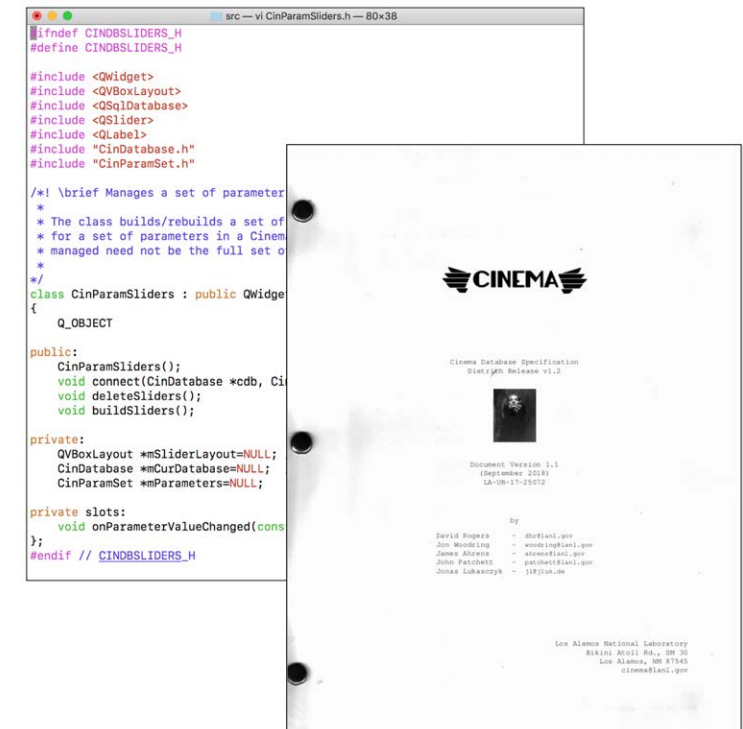 src — vi CinParamSliders.h — 80×38
#ifndef CINDBSLIDERS_H
#define CINDBSLIDERS_H
#include <QWidget>
#include <QVBoxLayout>
#include <QSqlDatabase>
#include <QSlider>
#include <QLabel>
#include "CinDatabase.h"
#include "CinParamSet.h"
/*! \brief Manages a set of parameter
*
* The class builds/rebuilds a set of
* for a set of parameters in a Cinem
* managed need not be the full set o
*
*/
class CinParamSliders : public QWidge
{
Q_OBJECT
public:
CinParamSliders();
void connect(CinDatabase *cdb, Ci
void deleteSliders();
void buildSliders();
private:
QVBoxLayout *mSliderLayout=NULL;
CinDatabase *mCurDatabase=NULL;
CinParamSet *mParameters=NULL;
private slots:
void onParameterValueChanged(cons
};
#endif // CINDBSLIDERS_H
CINEMA
Cinema Database Specification
Dietrich Release v1.2
Document Version 1.1
(September 2018)
LA-UR-17-25072
by
David Rogers - dhr@lanl.gov
Jon Woodring - woodring@lanl.gov
James Ahrens - ahrens@lanl.gov
John Patchett - patchett@lanl.gov
Jonas Lukasczyk - jl@jluk.de
Los Alamos National Laboratory
Bikini Atoll Rd., SM 30
Los Alamos, NM 87545
cinema@lanl.gov